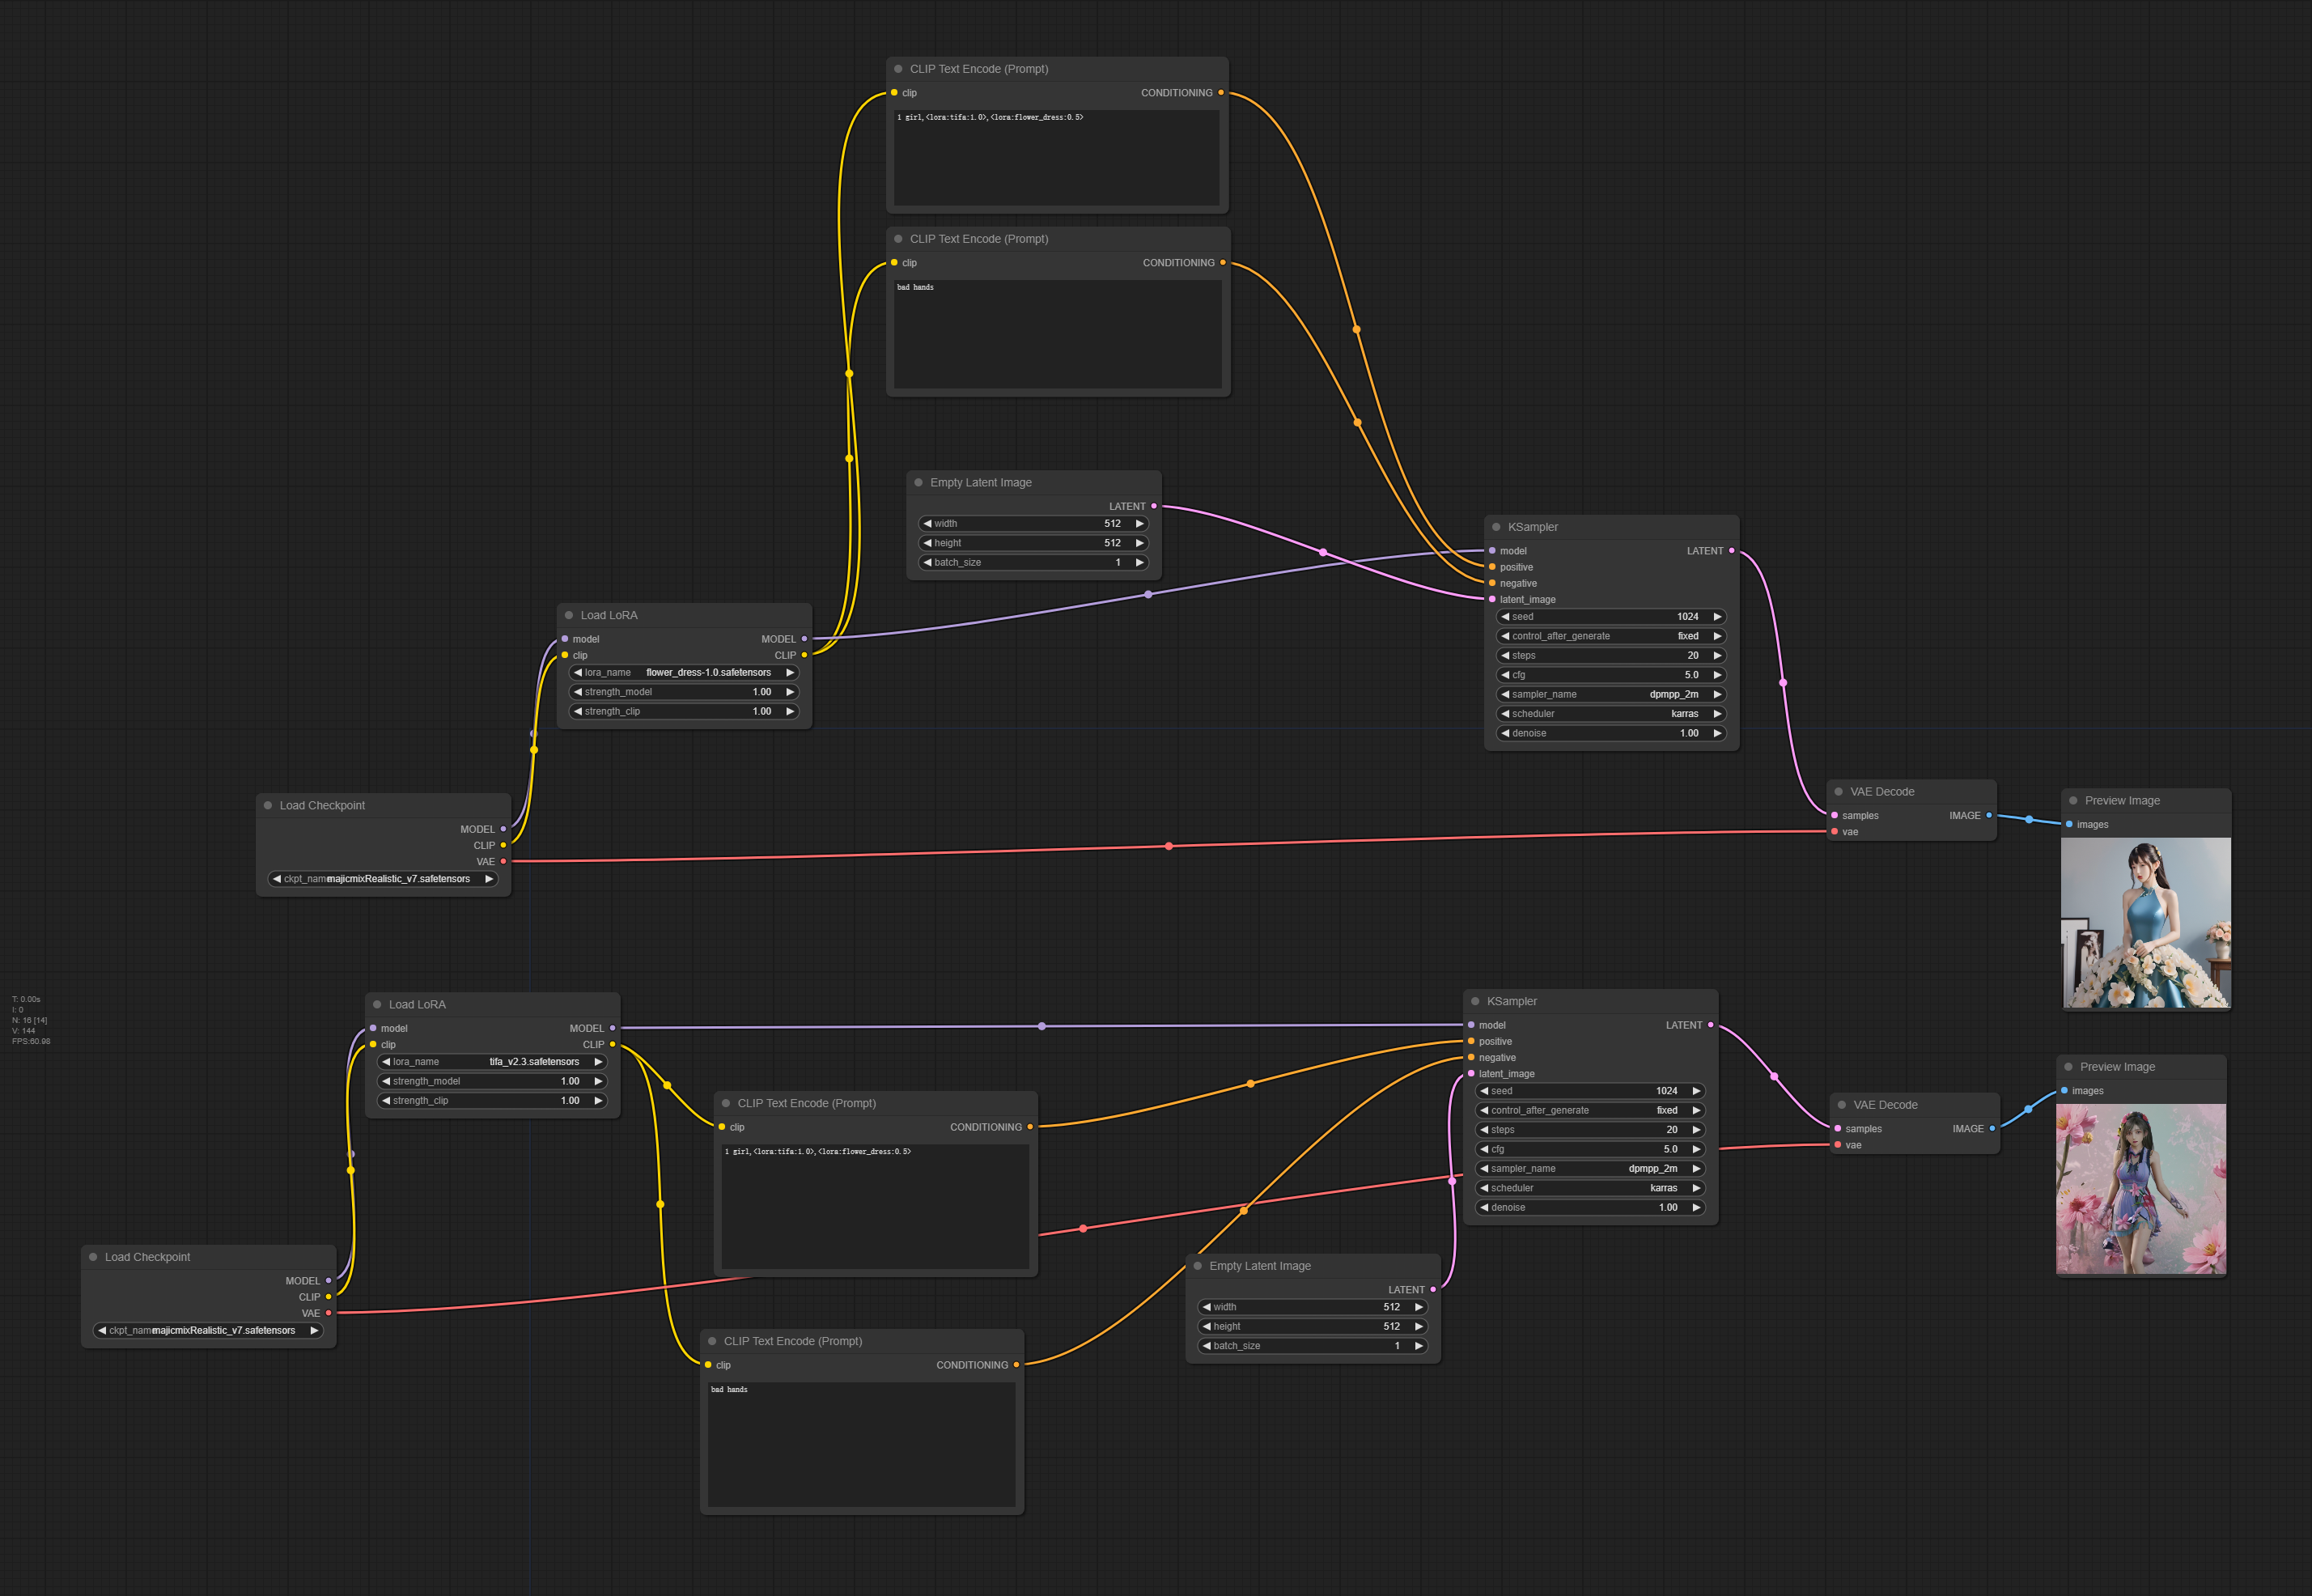 CLIP Text Encode (Prompt)
clip CONDITIONING
1 girl,<lora:tifa:1.0>,<lora:flower_dress:0.5>
CLIP Text Encode (Prompt)
clip CONDITIONING
bad hands
Empty Latent Image
LATENT
width 512
height 512
batch_size 1
KSampler
model LATENT
positive
negative
latent_image
seed 1024
control_after_generate fixed
steps 20
cfg 5.0
sampler_name dpmpp_2m
scheduler karras
denoise 1.00
Load LoRA
model MODEL
clip CLIP
lora_name flower_dress-1.0.safetensors
strength_model 1.00
strength_clip 1.00
Load Checkpoint
MODEL
CLIP
VAE
ckpt_name majicmixRealistic_v7.safetensors
VAE Decode
samples IMAGE
vae
Preview Image
images
T: 0.00s
I: 0
N: 16 [14]
V: 144
FPS:60.98
Load LoRA
model MODEL
clip CLIP
lora_name tifa_v2.3.safetensors
strength_model 1.00
strength_clip 1.00
KSampler
model LATENT
positive
negative
latent_image
seed 1024
control_after_generate fixed
steps 20
cfg 5.0
sampler_name dpmpp_2m
scheduler karras
denoise 1.00
CLIP Text Encode (Prompt)
clip CONDITIONING
1 girl,<lora:tifa:1.0>,<lora:flower_dress:0.5>
VAE Decode
samples IMAGE
vae
Preview Image
images
Load Checkpoint
MODEL
CLIP
VAE
ckpt_name majicmixRealistic_v7.safetensors
Empty Latent Image
LATENT
width 512
height 512
batch_size 1
CLIP Text Encode (Prompt)
clip CONDITIONING
bad hands